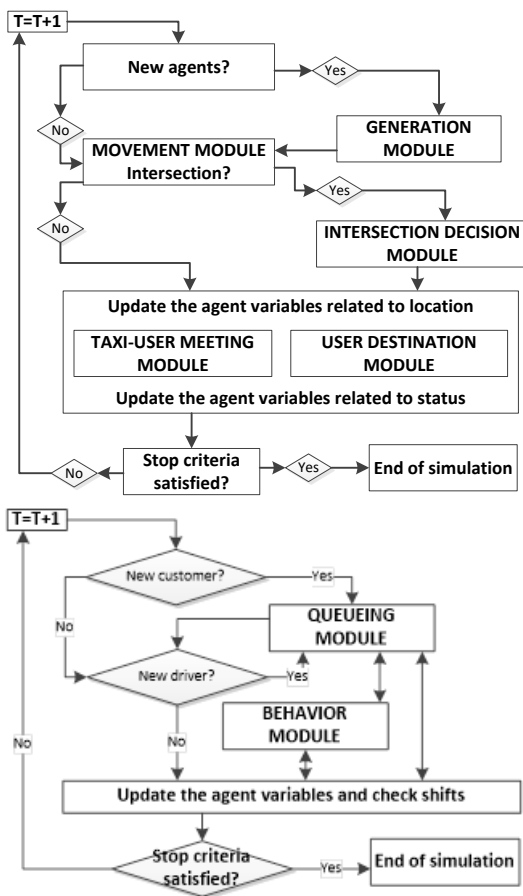 T=T+1
New agents?
Yes
No
GENERATION
MODULE
MOVEMENT MODULE
Intersection?
Yes
No
INTERSECTION DECISION
MODULE
Update the agent variables related to location
TAXI-USER MEETING
MODULE
USER DESTINATION
MODULE
Update the agent variables related to status
Stop criteria
satisfied?
No
Yes
End of simulation
T=T+1
New customer?
Yes
QUEUEING
MODULE
No
New driver?
Yes
BEHAVIOR
MODULE
No
No
Update the agent variables and check shifts
Stop criteria
satisfied?
Yes
End of simulation